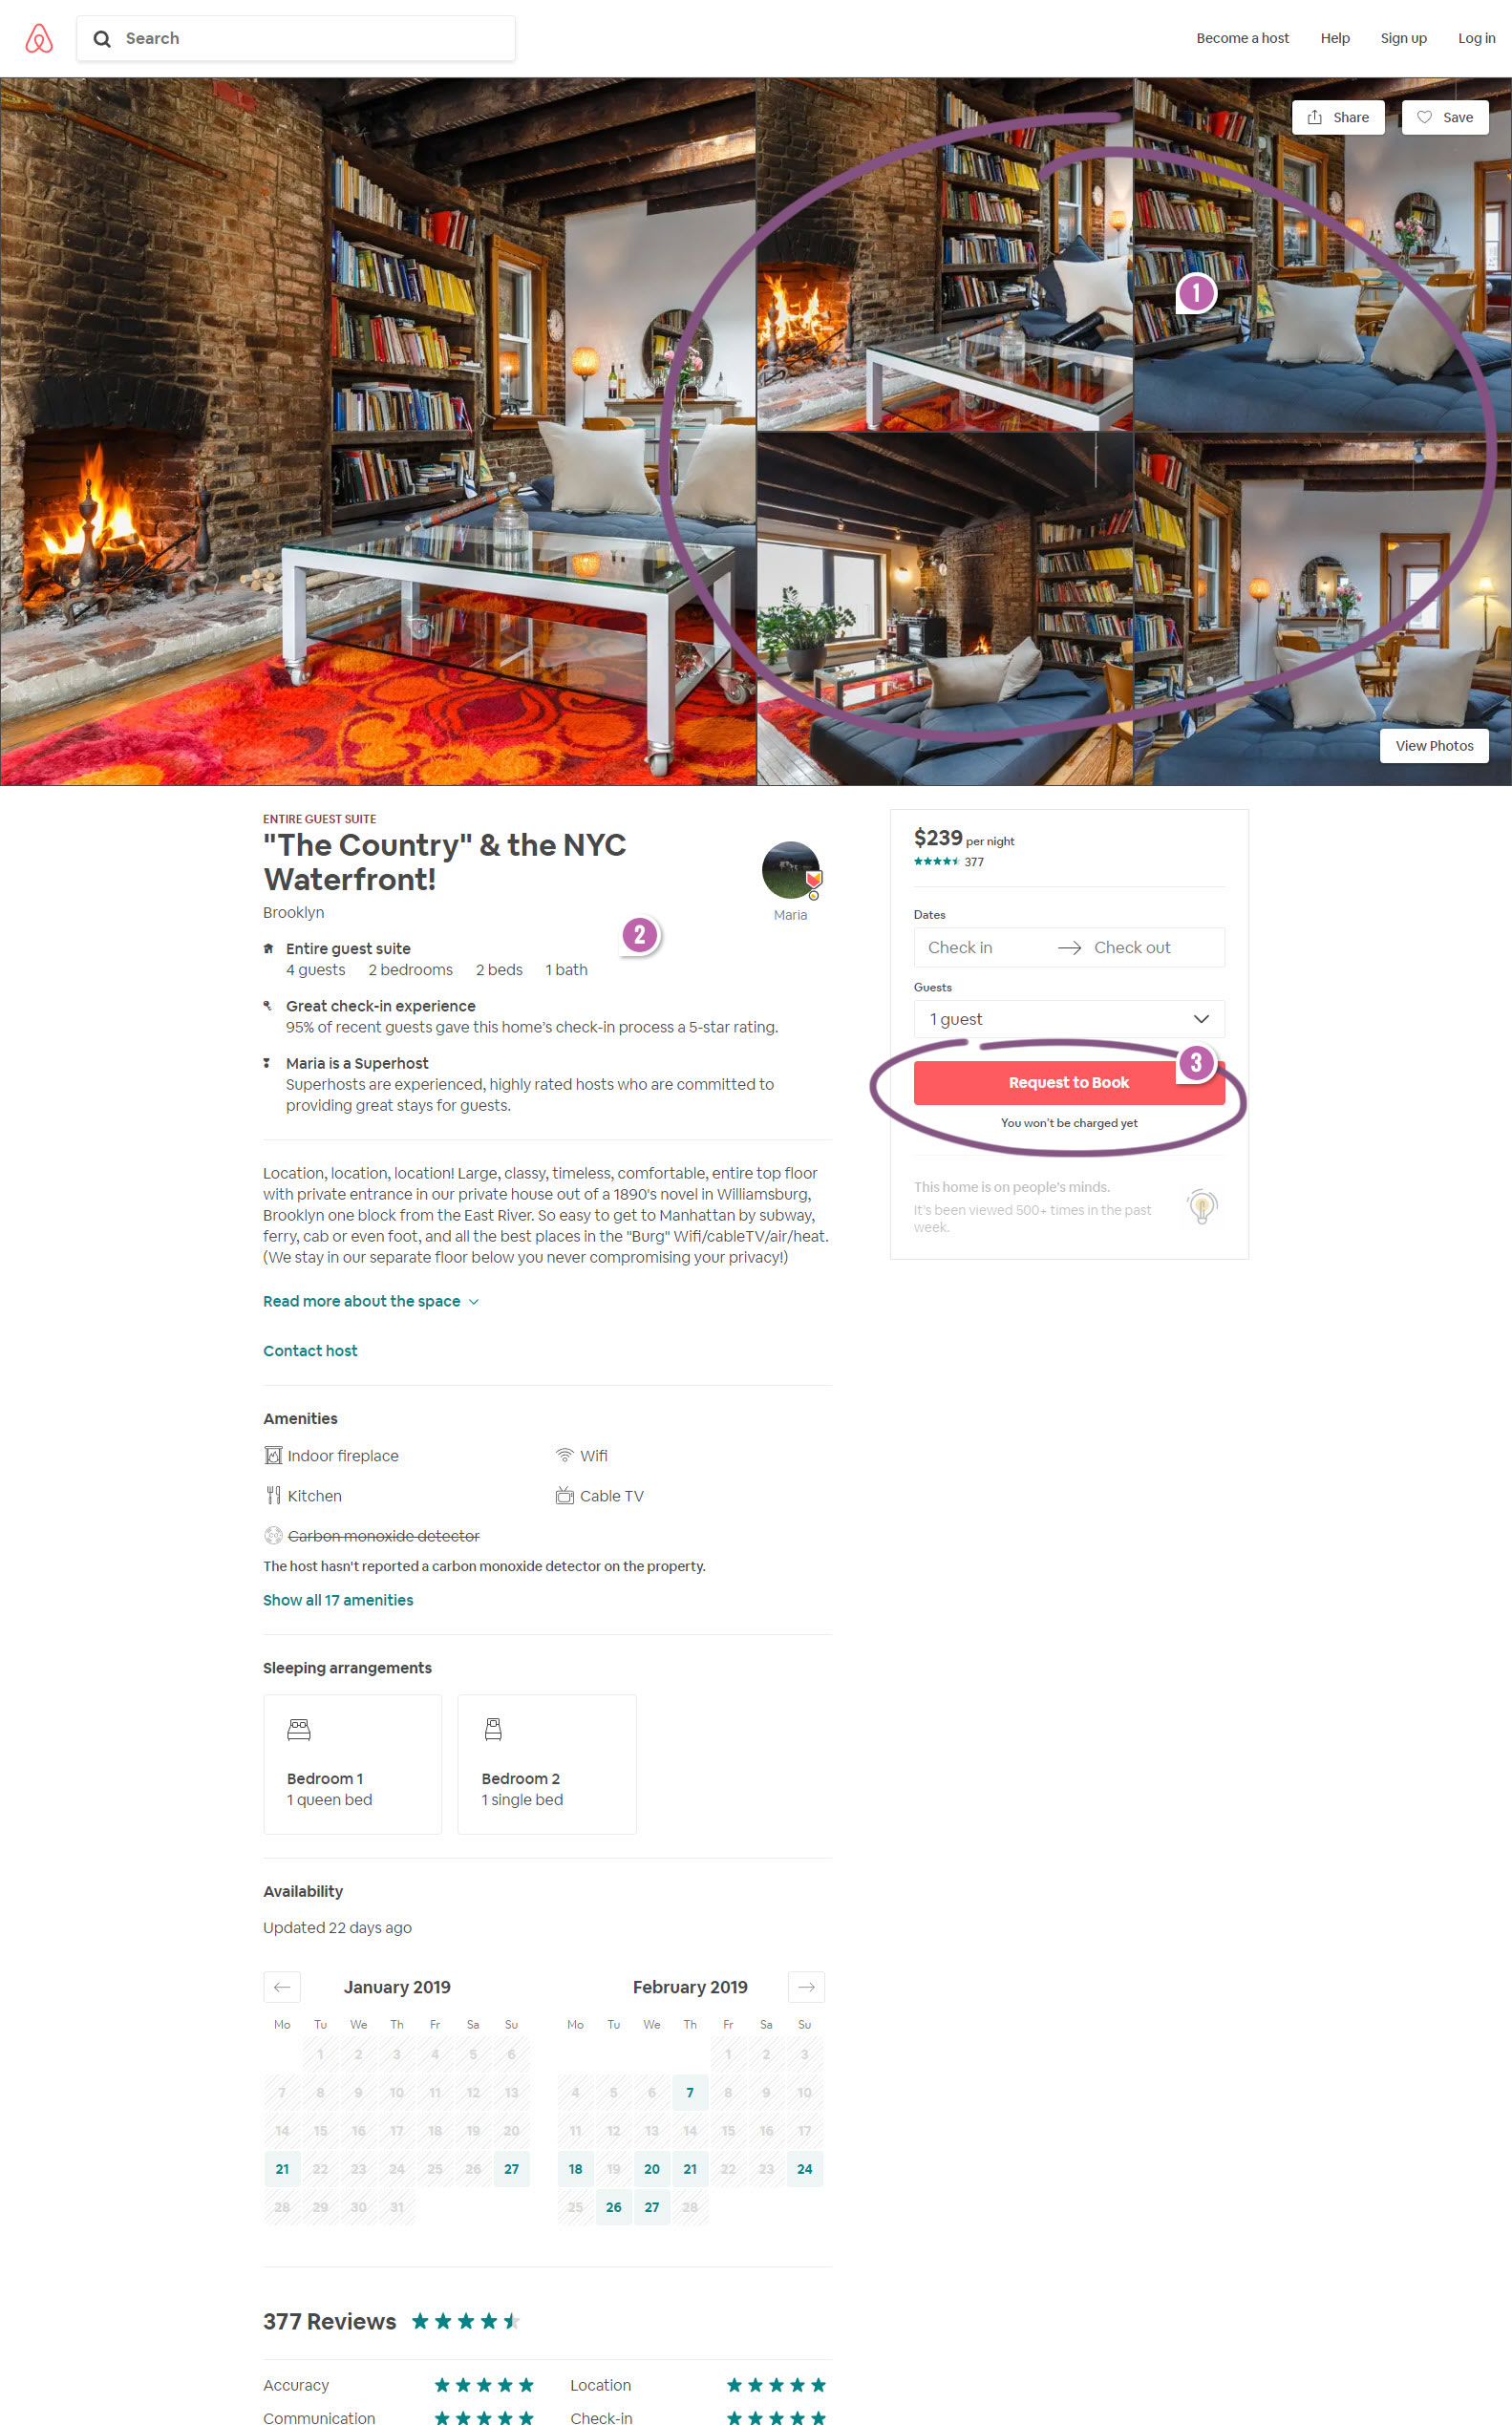 Search
Become a host
Help
Sign up
Log in
Share
Save
1
View Photos
ENTIRE GUEST SUITE
"The Country" & the NYC
Waterfront!
Brooklyn
Maria
2
Entire guest suite
4 guests 2 bedrooms 2 beds 1 bath
Great check-in experience
95% of recent guests gave this home’s check-in process a 5-star rating.
Maria is a Superhost
Superhosts are experienced, highly rated hosts who are committed to
providing great stays for guests.
$239 per night
377
Dates
Check in
Check out
Guests
1 guest
3
Request to Book
You won’t be charged yet
This home is on people’s minds.
It’s been viewed 500+ times in the past
week.
Location, location, location! Large, classy, timeless, comfortable, entire top floor
with private entrance in our private house out of a 1890's novel in Williamsburg,
Brooklyn one block from the East River. So easy to get to Manhattan by subway,
ferry, cab or even foot, and all the best places in the "Burg" Wifi/cableTV/air/heat.
(We stay in our separate floor below you never compromising your privacy!)
Read more about the space
Contact host
Amenities
Indoor fireplace
Wifi
Kitchen
Cable TV
Carbon monoxide detector
The host hasn't reported a carbon monoxide detector on the property.
Show all 17 amenities
Sleeping arrangements
Bedroom 1
1 queen bed
Bedroom 2
1 single bed
Availability
Updated 22 days ago
January 2019
Mo Tu We Th Fr Sa Su
1 2 3 4 5 6
7 8 9 10 11 12 13
14 15 16 17 18 19 20
21 22 23 24 25 26 27
28 29 30 31
February 2019
Mo Tu We Th Fr Sa Su
1 2 3
4 5 6 7 8 9 10
11 12 13 14 15 16 17
18 19 20 21 22 23 24
25 26 27 28
377 Reviews
Accuracy
Location
Communication
Check-in